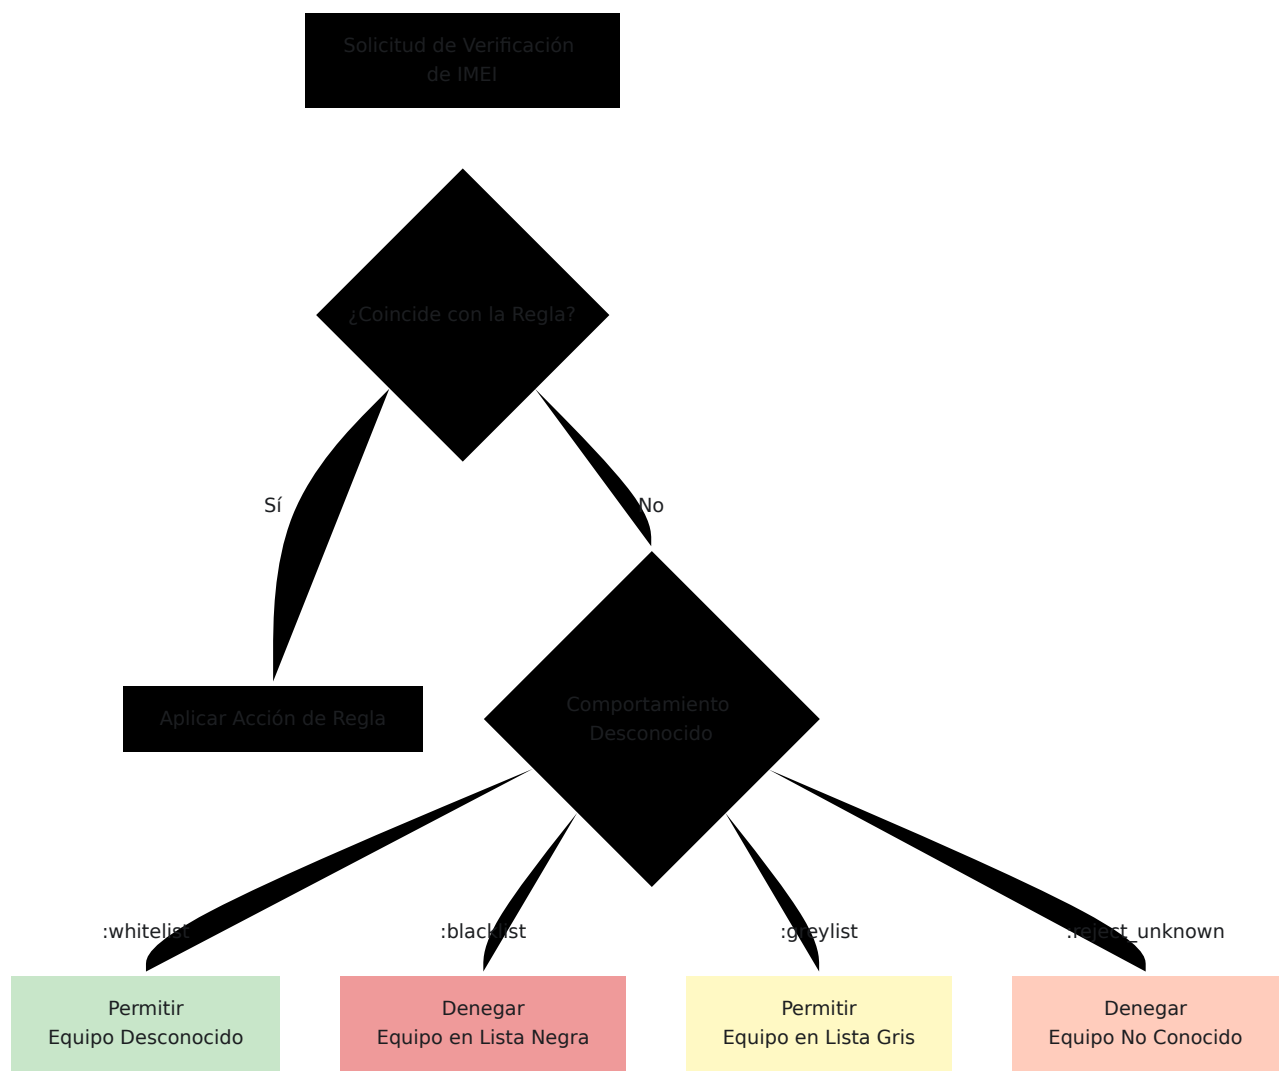 Solicitud de Verificación
de IMEI
¿Coincide con la Regla?
Sí
No
Aplicar Acción de Regla
Comportamiento
Desconocido
:whitelist
:blacklist
:greylist
:reject_unknown
Permitir
Equipo Desconocido
Denegar
Equipo en Lista Negra
Permitir
Equipo en Lista Gris
Denegar
Equipo No Conocido